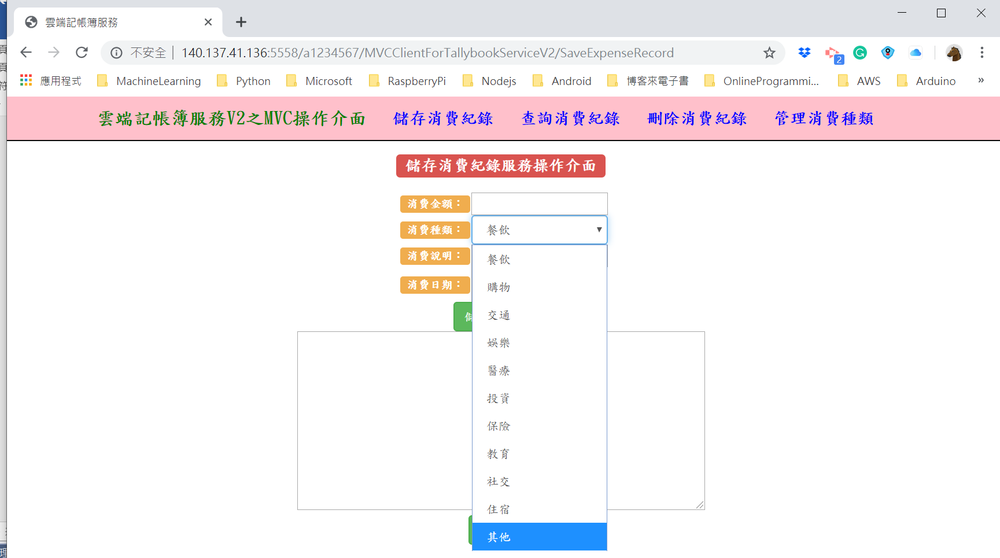 雲端記帳簿服務
不安全 140.137.41.136:5558/a1234567/MVCClientForTallybookServiceV2/SaveExpenseRecord
2
應用程式 MachineLearning Python Microsoft RaspberryPi Nodejs Android 博客來電子書 OnlineProgrammi... AWS Arduino »
雲端記帳簿服務V2之MVC操作介面 儲存消費紀錄 查詢消費紀錄 刪除消費紀錄 管理消費種類
儲存消費紀錄服務操作介面
消費金額：
消費種類： 餐飲
消費說明：
消費日期：
餐飲
購物
交通
娛樂
醫療
投資
保險
教育
社交
住宿
其他